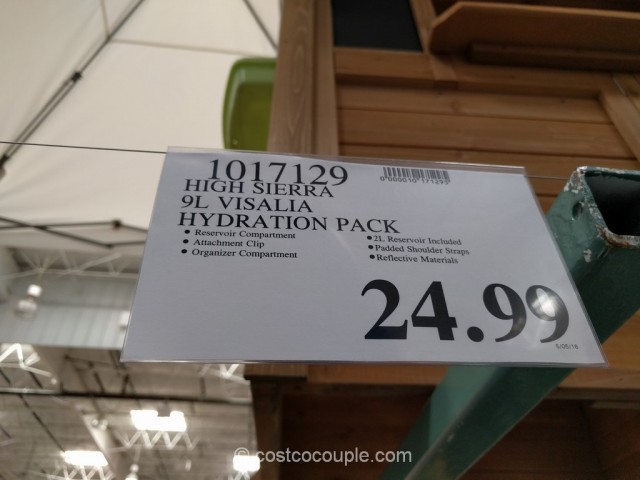 1017129
HIGH SIERRA
9L VISALIA
HYDRATION PACK
• Reservoir Compartment
• Attachment Clip
• Organizer Compartment
• 2L Reservoir Included
• Padded Shoulder Straps
• Reflective Materials
24.99
© costcocouple.com